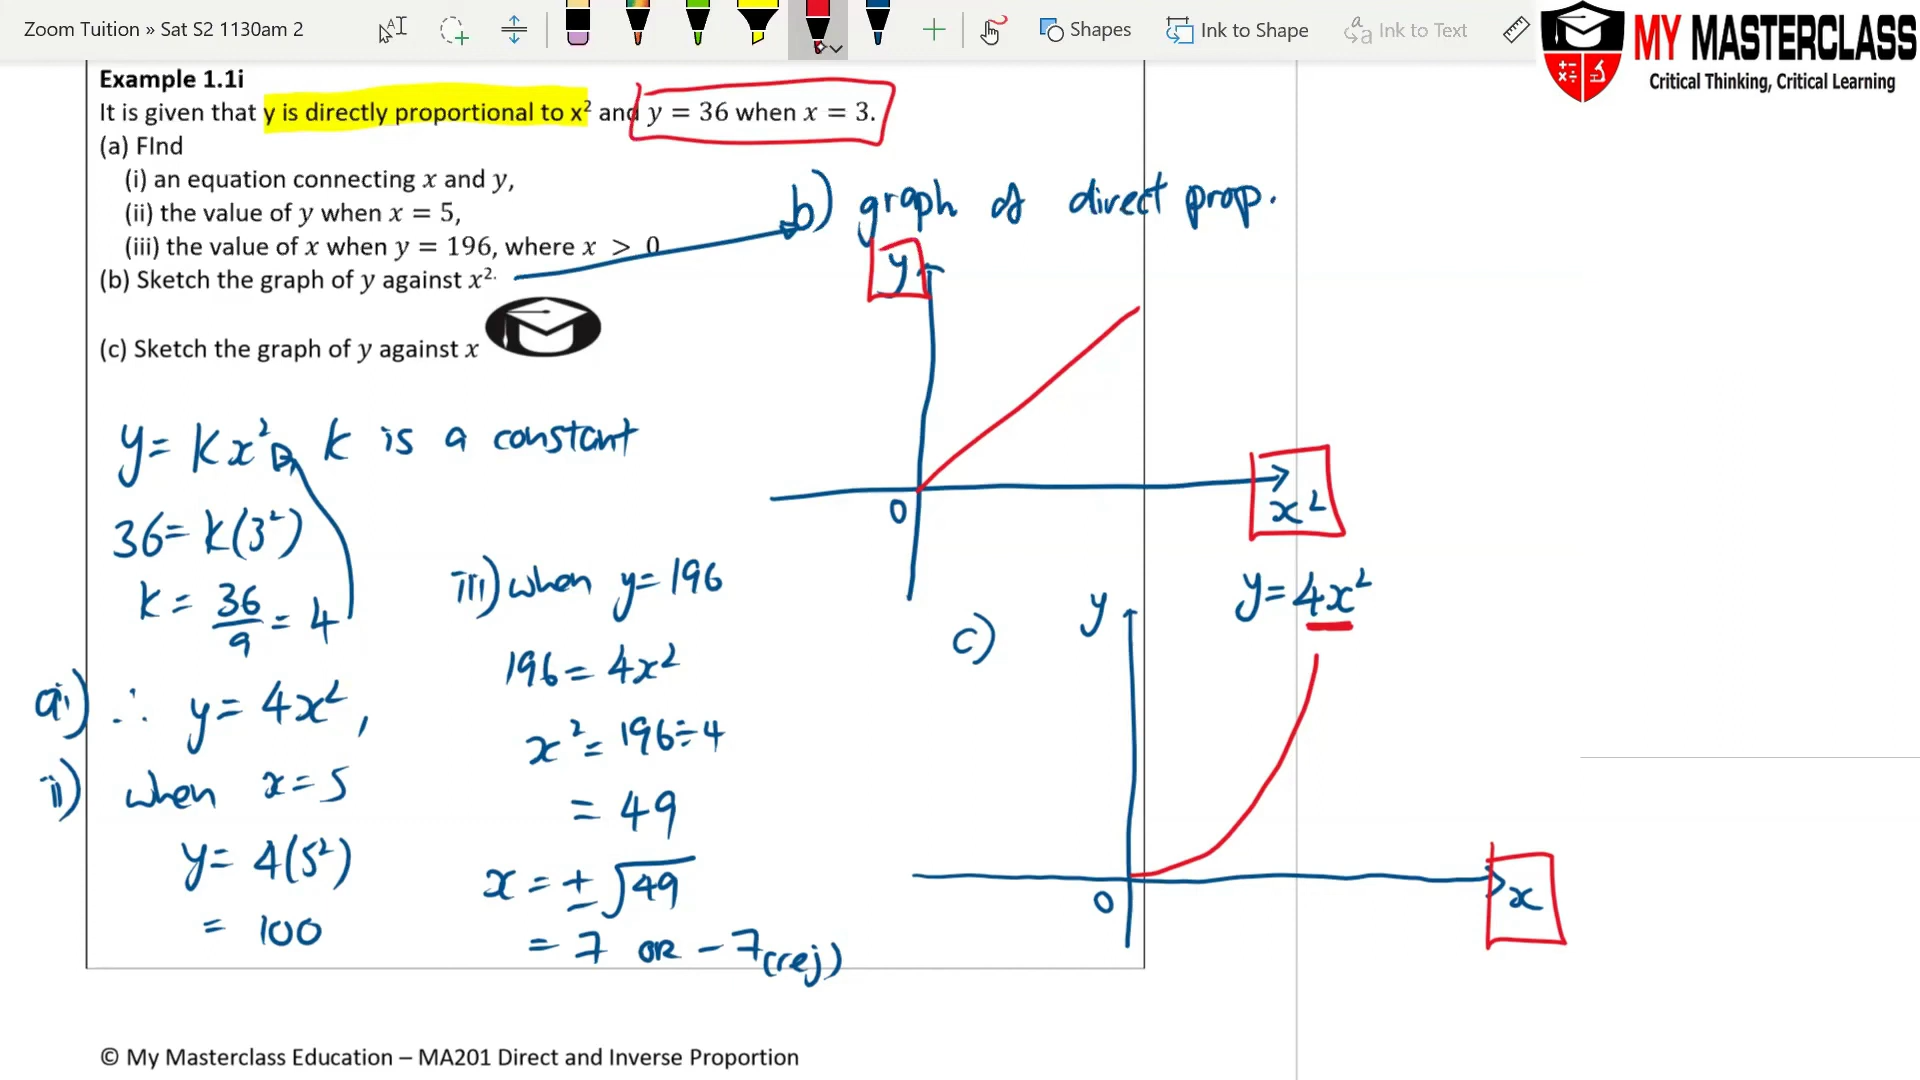 Zoom Tuition » Sat S2 1130am 2
Shapes
Ink to Shape
Ink to Text
MY MASTERCLASS
Critical Thinking, Critical Learning
Example 1.1i
It is given that y is directly proportional to x² and y = 36 when x = 3.
(a) FInd
(i) an equation connecting x and y,
(ii) the value of y when x = 5,
(iii) the value of x when y = 196, where x > 0
(b) Sketch the graph of y against x².
(c) Sketch the graph of y against x
y = kx², k is a constant
36 = k(3²)
k = 36/9 = 4
ai) ∴ y = 4x²,
ii) when x = 5
y = 4(5²)
= 100
iii) when y = 196
196 = 4x²
x² = 196 ÷ 4
= 49
x = ± √49
= 7 or -7 (rej)
b) graph of direct prop.
y
0
x²
c)
y
y = 4x²
0
x
© My Masterclass Education – MA201 Direct and Inverse Proportion